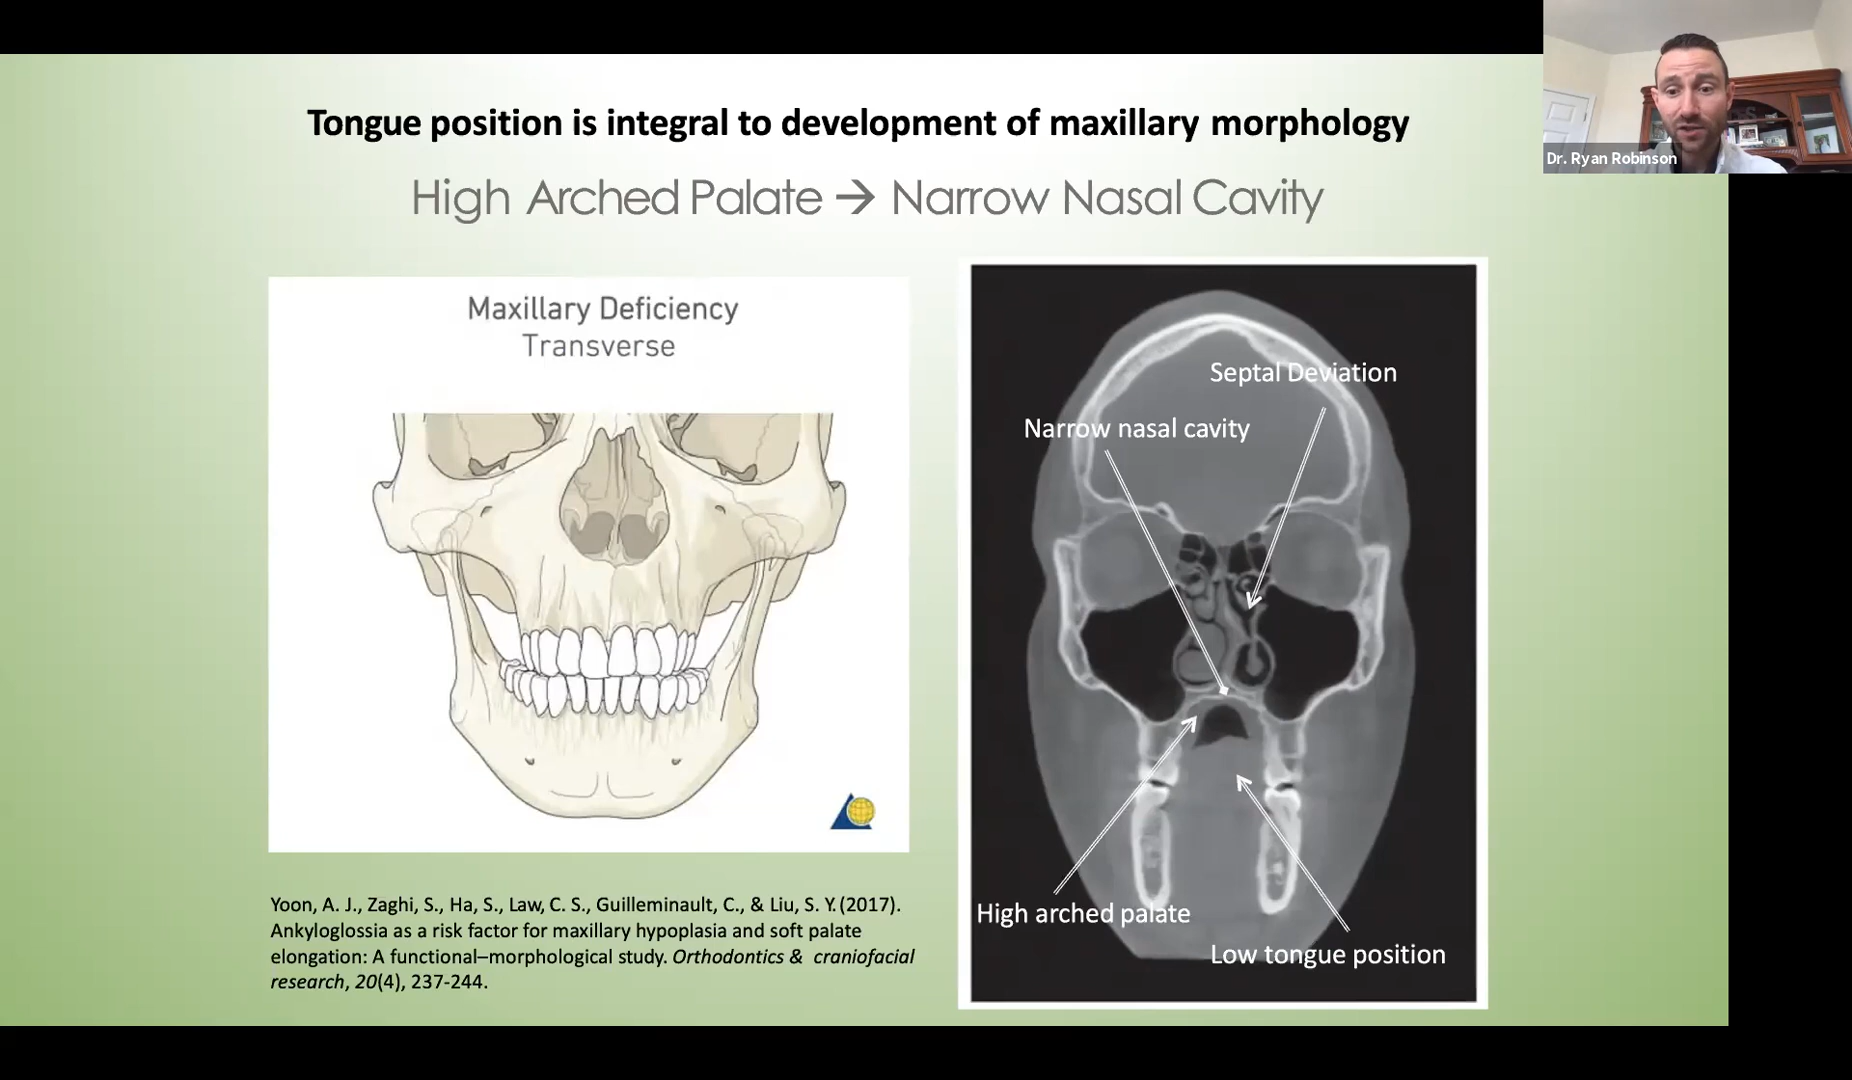 Tongue position is integral to development of maxillary morphology
High Arched Palate → Narrow Nasal Cavity
Dr. Ryan Robinson
Maxillary Deficiency
Transverse
Septal Deviation
Narrow nasal cavity
High arched palate
Low tongue position
Yoon, A. J., Zaghi, S., Ha, S., Law, C. S., Guilleminault, C., & Liu, S. Y. (2017).
Ankyloglossia as a risk factor for maxillary hypoplasia and soft palate
elongation: A functional–morphological study. Orthodontics & craniofacial
research, 20(4), 237-244.